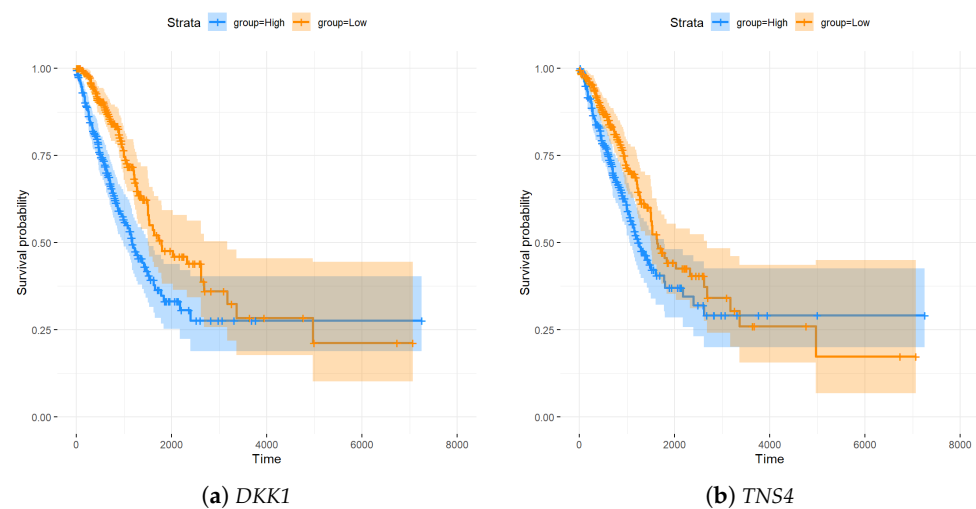 Strata group=High group=Low
Survival probability
1.00
0.75
0.50
0.25
0.00
0 2000 4000 6000 8000
Time
(a) DKK1
Strata group=High group=Low
Survival probability
1.00
0.75
0.50
0.25
0.00
0 2000 4000 6000 8000
Time
(b) TNS4